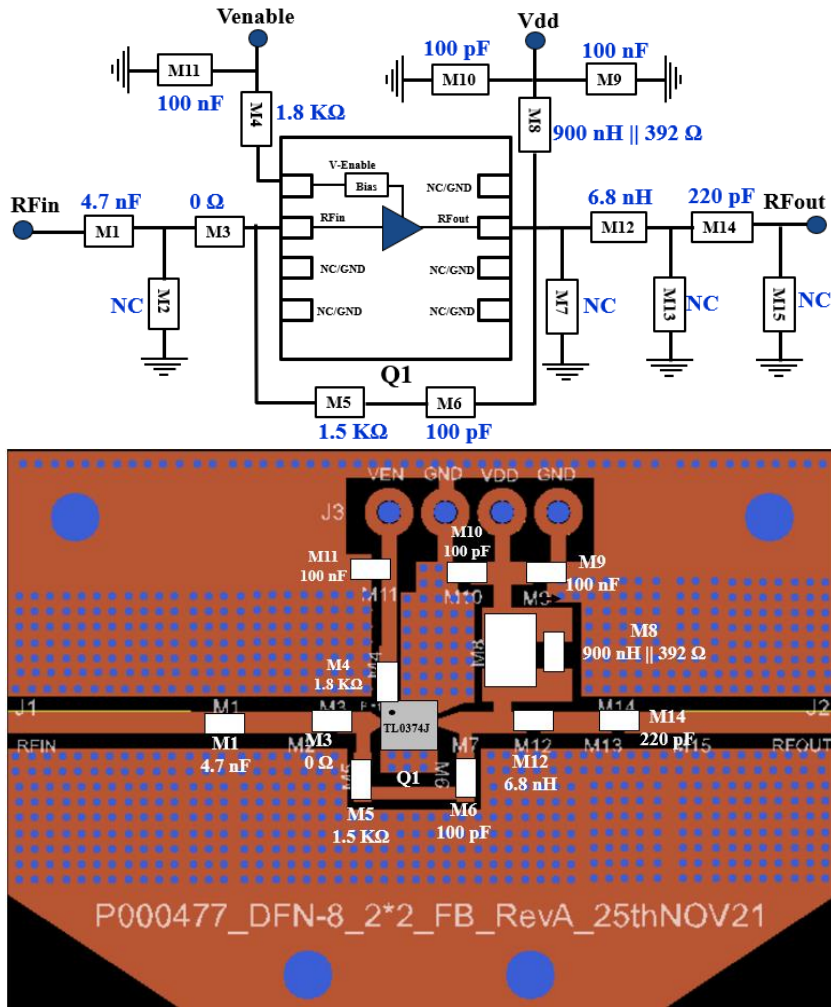 Venable
Vdd
100 pF
100 nF
M11
M10
M9
100 nF
M4
1.8 KΩ
M8
900 nH || 392 Ω
V-Enable
Bias
NC/GND
RFin
4.7 nF
0 Ω
6.8 nH
220 pF
RFout
M1
M3
RFin
RFout
M12
M14
NC
M2
NC/GND
NC/GND
M7
NC
M13
M15
NC
NC/GND
NC/GND
Q1
M5
M6
1.5 KΩ
100 pF
VEN
GND
VDD
GND
J3
M10
100 pF
M11
100 nF
M9
100 nF
M11
M10
M9
M8
900 nH || 392 Ω
M8
M4
1.8 KΩ
M4
J1
M1
M3
M14
J2
TL0374J
M14
220 pF
RFIN
M1
4.7 nF
M2
M3
0 Ω
M7
M12
M13
M15
RFOUT
M12
6.8 nH
M5
Q1
M6
M5
1.5 KΩ
M6
100 pF
P000477_DFN-8_2*2_FB_RevA_25thNOV21